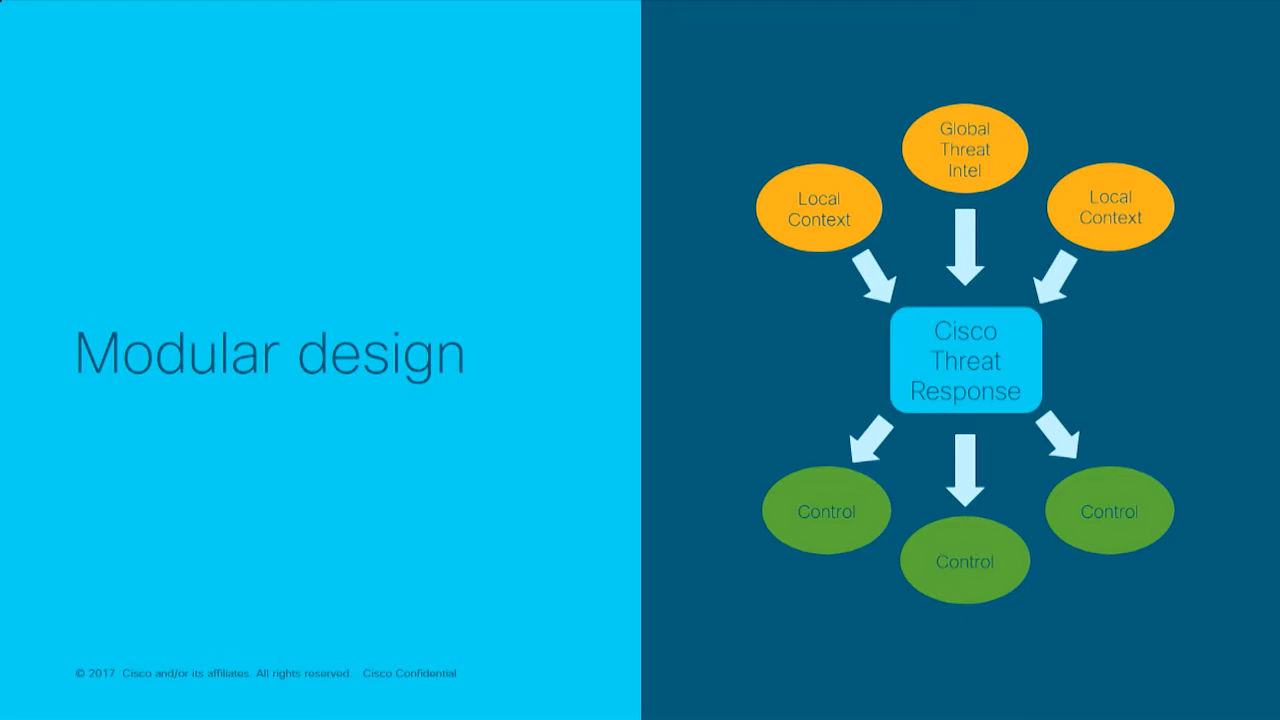 Modular design
Global
Threat
Intel
Local
Context
Local
Context
Cisco
Threat
Response
Control
Control
Control
© 2017 Cisco and/or its affiliates. All rights reserved. Cisco Confidential